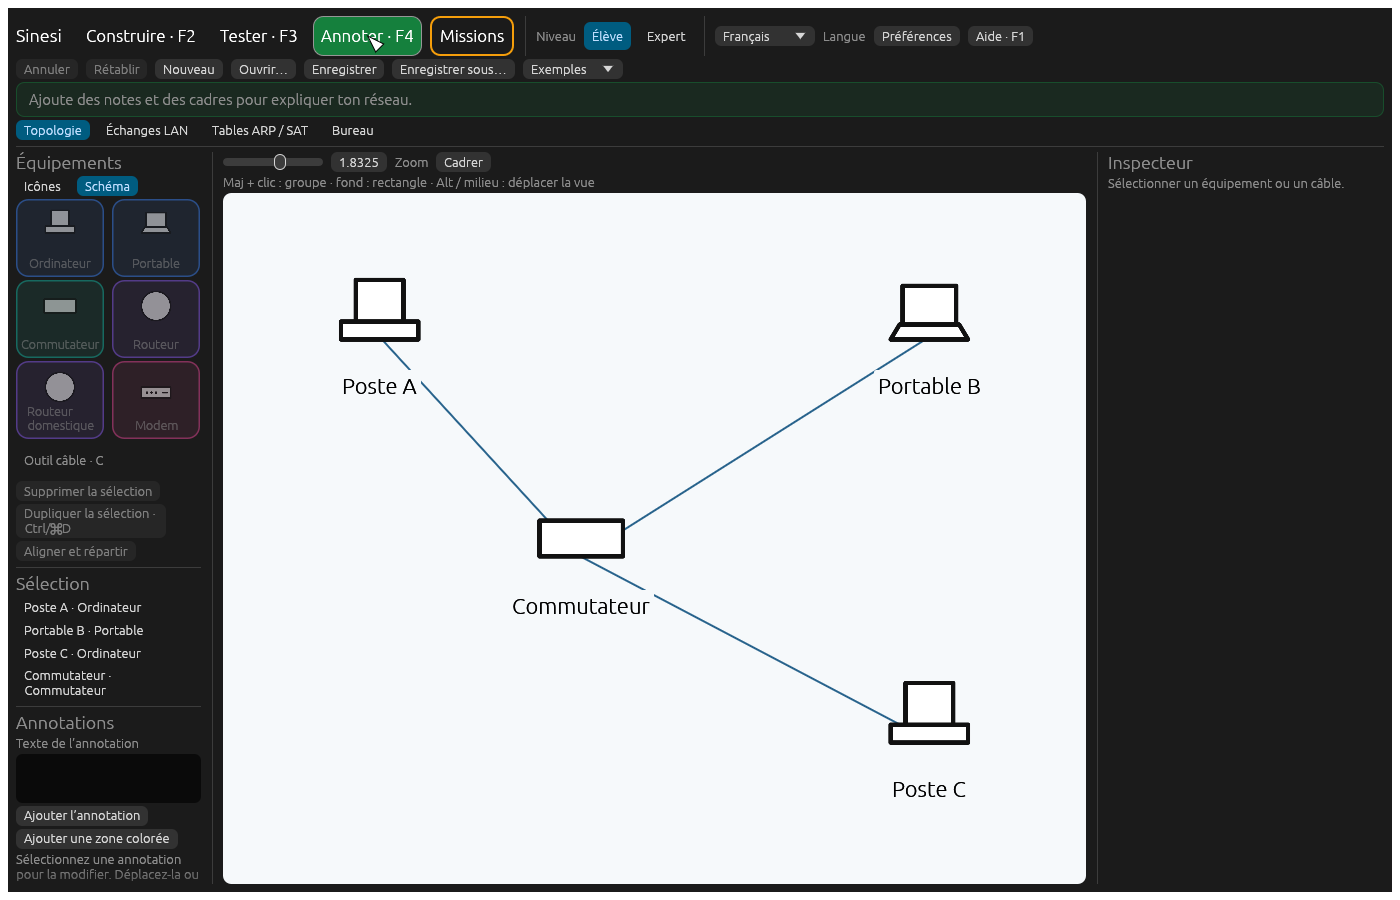 Sinesi Construire · F2 Tester · F3 Annoter · F4 Missions Niveau Élève Expert Français Langue Préférences Aide · F1
Annuler Rétablir Nouveau Ouvrir… Enregistrer Enregistrer sous… Exemples
Ajoute des notes et des cadres pour expliquer ton réseau.
Topologie Échanges LAN Tables ARP / SAT Bureau
Équipements
Icônes Schéma
Ordinateur Portable
Commutateur Routeur
Routeur
domestique Modem
Outil câble · C
Supprimer la sélection
Dupliquer la sélection ·
Ctrl/⌘D
Aligner et répartir
Sélection
Poste A · Ordinateur
Portable B · Portable
Poste C · Ordinateur
Commutateur ·
Commutateur
Annotations
Texte de l’annotation
Ajouter l’annotation
Ajouter une zone colorée
Sélectionnez une annotation
pour la modifier. Déplacez-la ou
1.8325 Zoom Cadrer
Maj + clic : groupe · fond : rectangle · Alt / milieu : déplacer la vue
Poste A
Portable B
Commutateur
Poste C
Inspecteur
Sélectionner un équipement ou un câble.